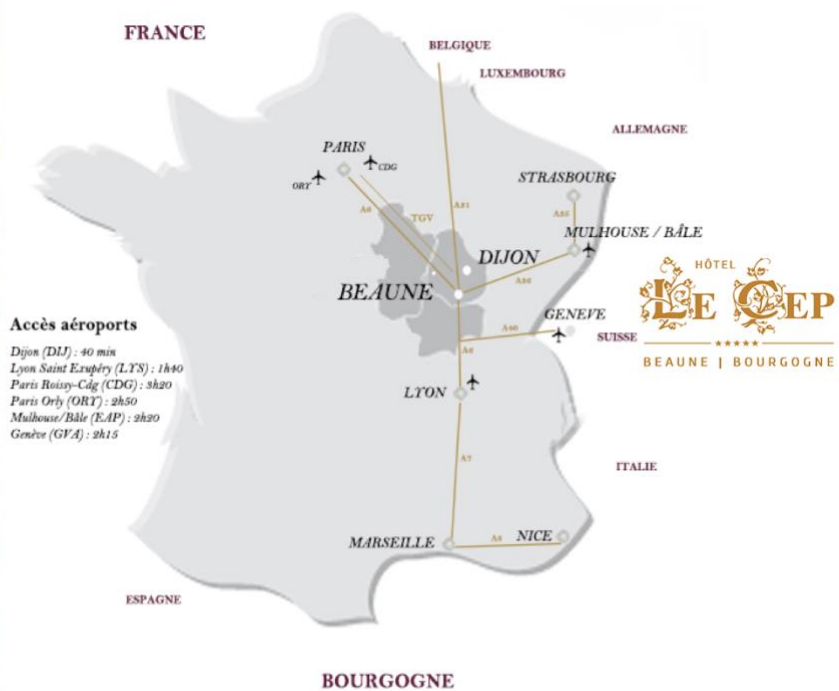 FRANCE
BELGIQUE
LUXEMBOURG
ALLEMAGNE
PARIS
CDG
ORY
STRASBOURG
A6
TGV
A31
A35
MULHOUSE / BÂLE
DIJON
A36
BEAUNE
HÔTEL
LE CEP
★★★★★
BEAUNE | BOURGOGNE
GENEVE
SUISSE
A40
A6
Accès aéroports
Dijon (DIJ) : 40 min
Lyon Saint Exupéry (LYS) : 1h40
Paris Roissy-Cdg (CDG) : 3h20
Paris Orly (ORY) : 2h50
Mulhouse/Bâle (EAP) : 2h20
Genève (GVA) : 2h15
LYON
A7
ITALIE
MARSEILLE
A8
NICE
ESPAGNE
BOURGOGNE